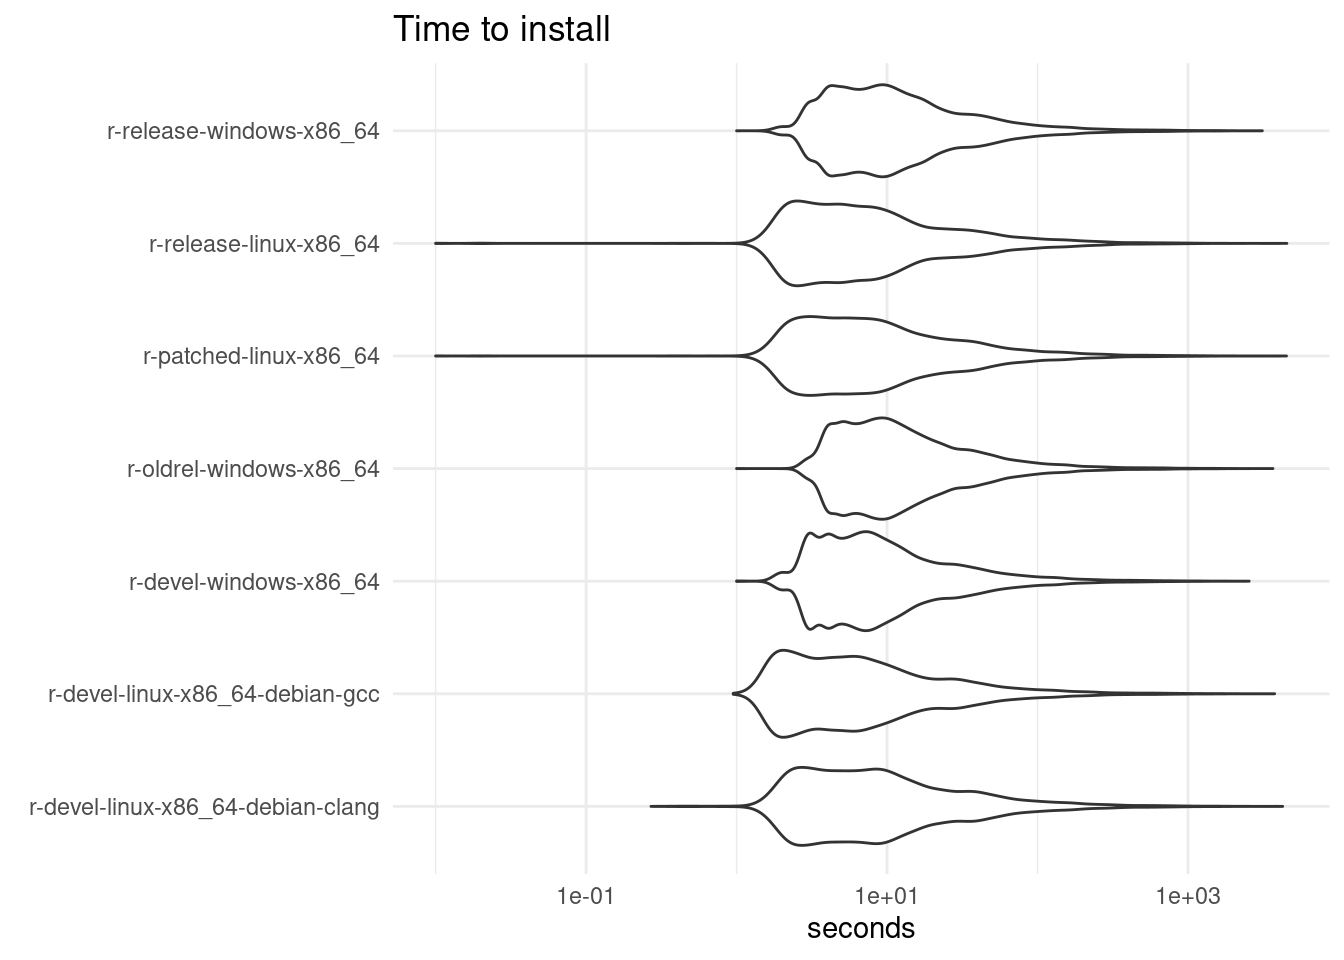 Time to install
r-release-windows-x86_64
r-release-linux-x86_64
r-patched-linux-x86_64
r-oldrel-windows-x86_64
r-devel-windows-x86_64
r-devel-linux-x86_64-debian-gcc
r-devel-linux-x86_64-debian-clang
1e-01 1e+01 1e+03
seconds